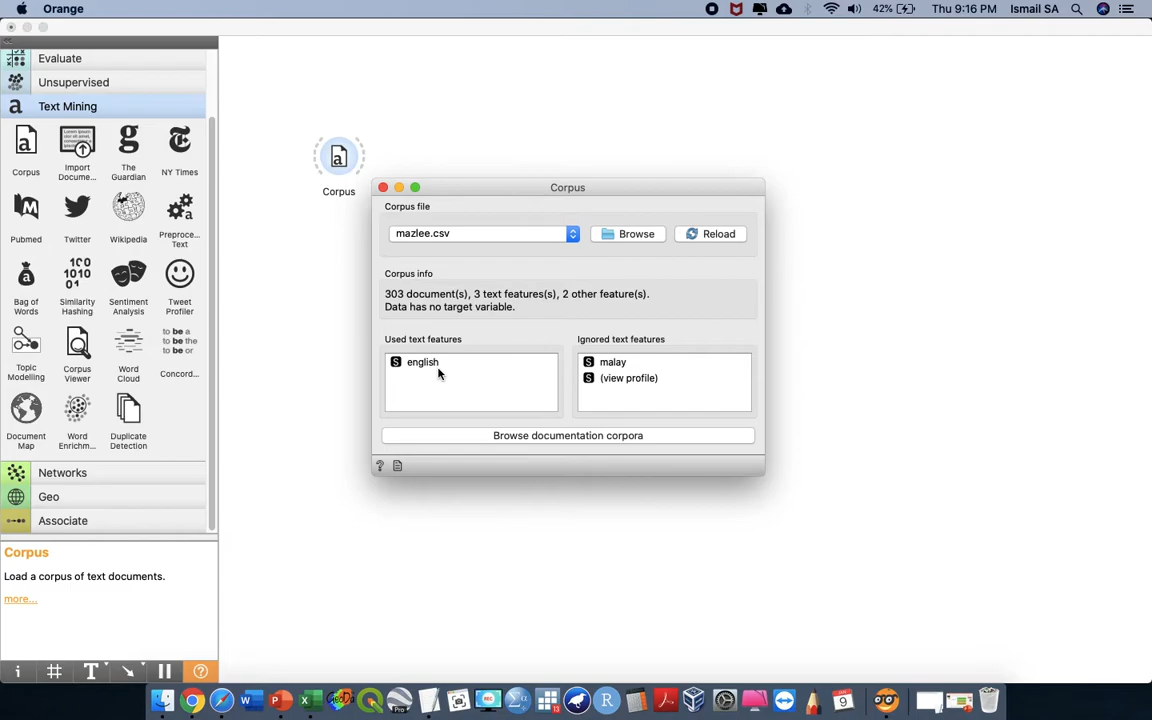 Orange
42%
Thu 9:16 PM
Ismail SA
Evaluate
Unsupervised
a
Text Mining
Corpus
Import
Docume...
The
Guardian
NY Times
Pubmed
Twitter
Wikipedia
Preproce...
Text
Bag of
Words
Similarity
Hashing
Sentiment
Analysis
Tweet
Profiler
Topic
Modelling
Corpus
Viewer
Word
Cloud
Concord...
Document
Map
Word
Enrichm...
Duplicate
Detection
Networks
Geo
Associate
Corpus
Load a corpus of text documents.
more...
Corpus
Corpus
Corpus file
mazlee.csv
Browse
Reload
Corpus info
303 document(s), 3 text features(s), 2 other feature(s).
Data has no target variable.
Used text features
Ignored text features
S english
S malay
S (view profile)
Browse documentation corpora